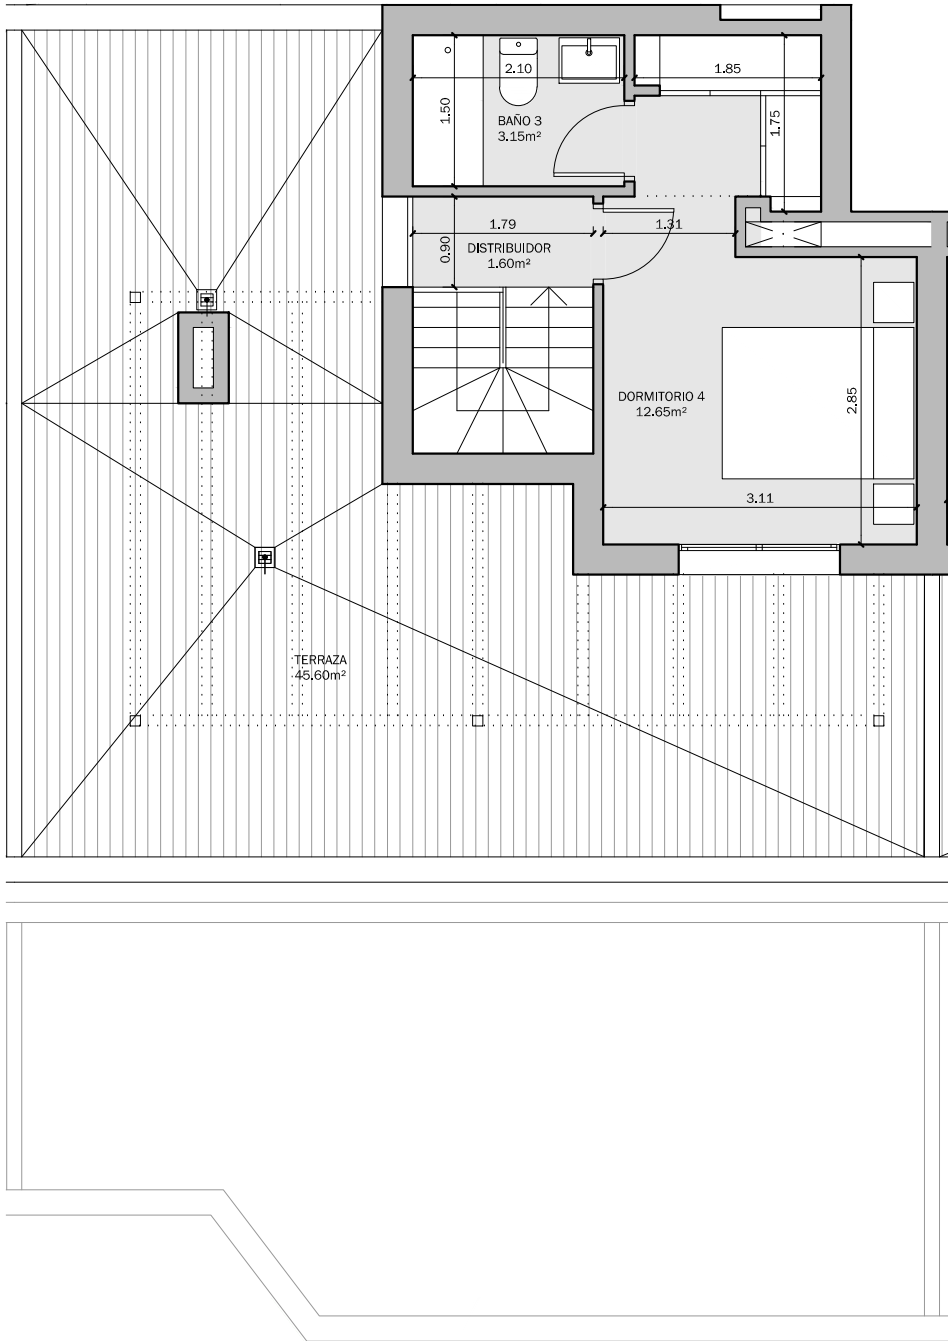 2.10
1.85
1.50
BAÑO 3
3.15m²
1.75
1.79
1.31
0.90
DISTRIBUIDOR
1.60m²
DORMITORIO 4
12.65m²
2.85
3.11
TERRAZA
45.60m²